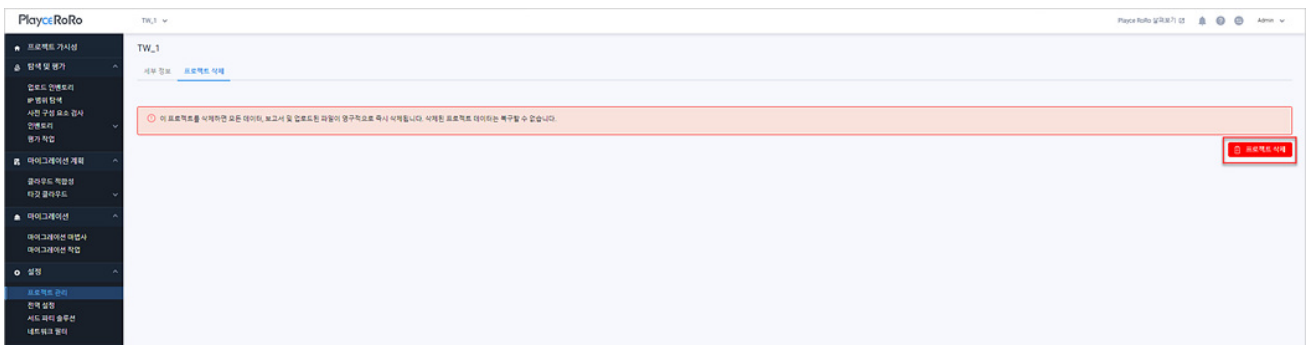 PlayceRoRo
TW_1
Playce RoRo 살펴보기
Admin
프로젝트 가시성
탐색 및 평가
업로드 인벤토리
IP 범위 탐색
사전 구성 요소 검사
인벤토리
평가 작업
마이그레이션 계획
클라우드 적합성
타깃 클라우드
마이그레이션
마이그레이션 마법사
마이그레이션 작업
설정
프로젝트 관리
전역 설정
서드 파티 솔루션
네트워크 필터
TW_1
세부 정보 프로젝트 삭제
이 프로젝트를 삭제하면 모든 데이터, 보고서 및 업로드된 파일이 영구적으로 즉시 삭제됩니다. 삭제된 프로젝트 데이터는 복구할 수 없습니다.
프로젝트 삭제